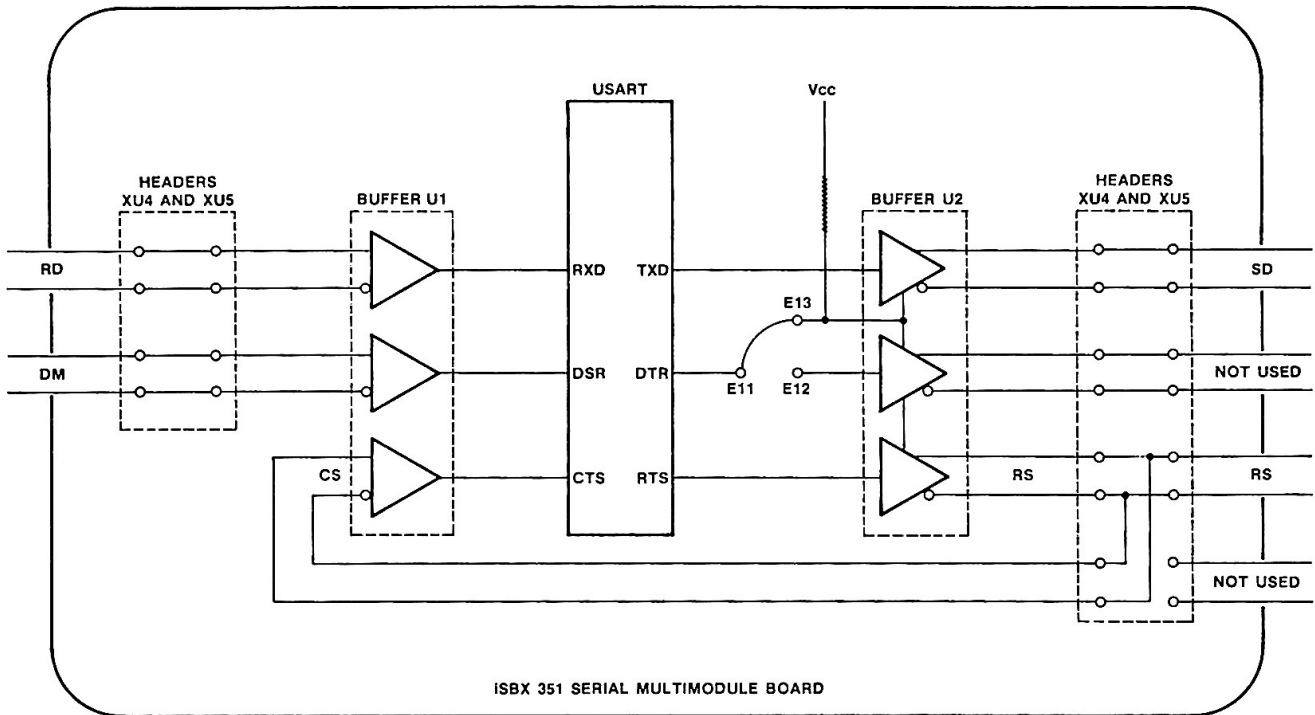 USART
Vcc
HEADERS
XU4 AND XU5
BUFFER U1
BUFFER U2
HEADERS
XU4 AND XU5
RD
RXD
TXD
SD
E13
DM
DSR
DTR
E11
E12
NOT USED
CS
CTS
RTS
RS
RS
NOT USED
iSBX 351 SERIAL MULTIMODULE BOARD